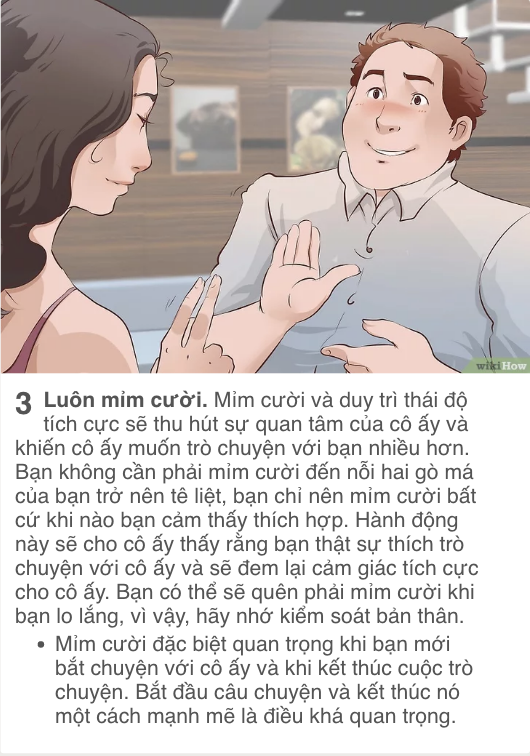 wikiHow
3 Luôn mỉm cười. Mỉm cười và duy trì thái độ
tích cực sẽ thu hút sự quan tâm của cô ấy và
khiến cô ấy muốn trò chuyện với bạn nhiều hơn.
Bạn không cần phải mỉm cười đến nỗi hai gò má
của bạn trở nên tê liệt, bạn chỉ nên mỉm cười bất
cứ khi nào bạn cảm thấy thích hợp. Hành động
này sẽ cho cô ấy thấy rằng bạn thật sự thích trò
chuyện với cô ấy và sẽ đem lại cảm giác tích cực
cho cô ấy. Bạn có thể sẽ quên phải mỉm cười khi
bạn lo lắng, vì vậy, hãy nhớ kiểm soát bản thân.
• Mỉm cười đặc biệt quan trọng khi bạn mới
bắt chuyện với cô ấy và khi kết thúc cuộc trò
chuyện. Bắt đầu câu chuyện và kết thúc nó
một cách mạnh mẽ là điều khá quan trọng.